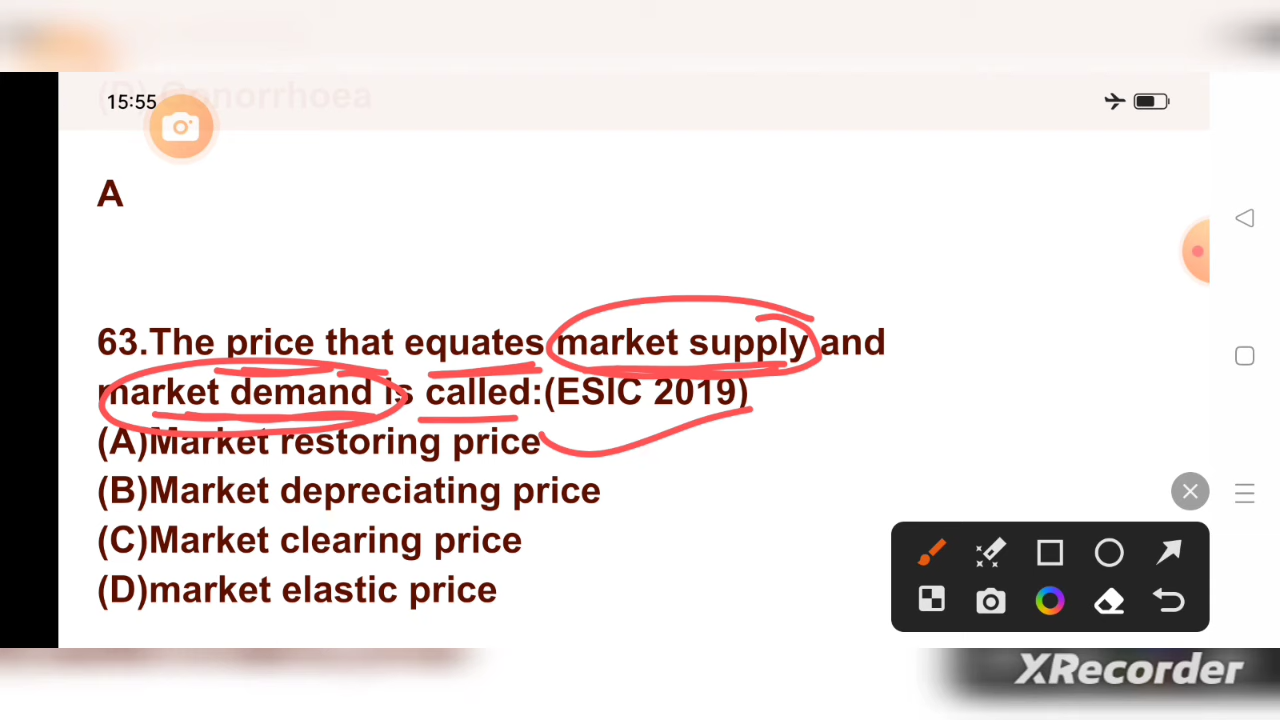 (D) Gonorrhoea
15:55
A
63.The price that equates market supply and
market demand is called:(ESIC 2019)
(A)Market restoring price
(B)Market depreciating price
(C)Market clearing price
(D)market elastic price
XRecorder